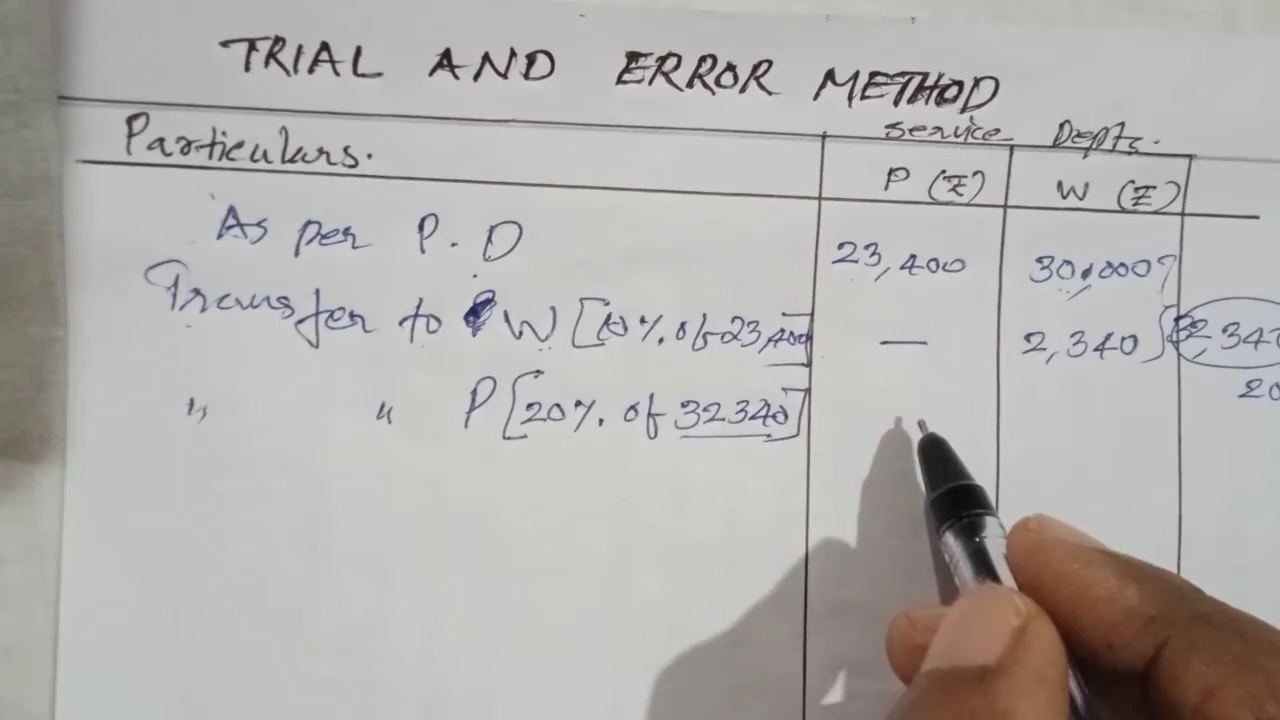 TRIAL AND ERROR METHOD
Particulars. Service Depts.
P (₹) W (₹)
As per P. D 23,400 30,000
Transfer to W [10% of 23,400] — 2,340 } 32,340
20
" " P [20% of 32340]